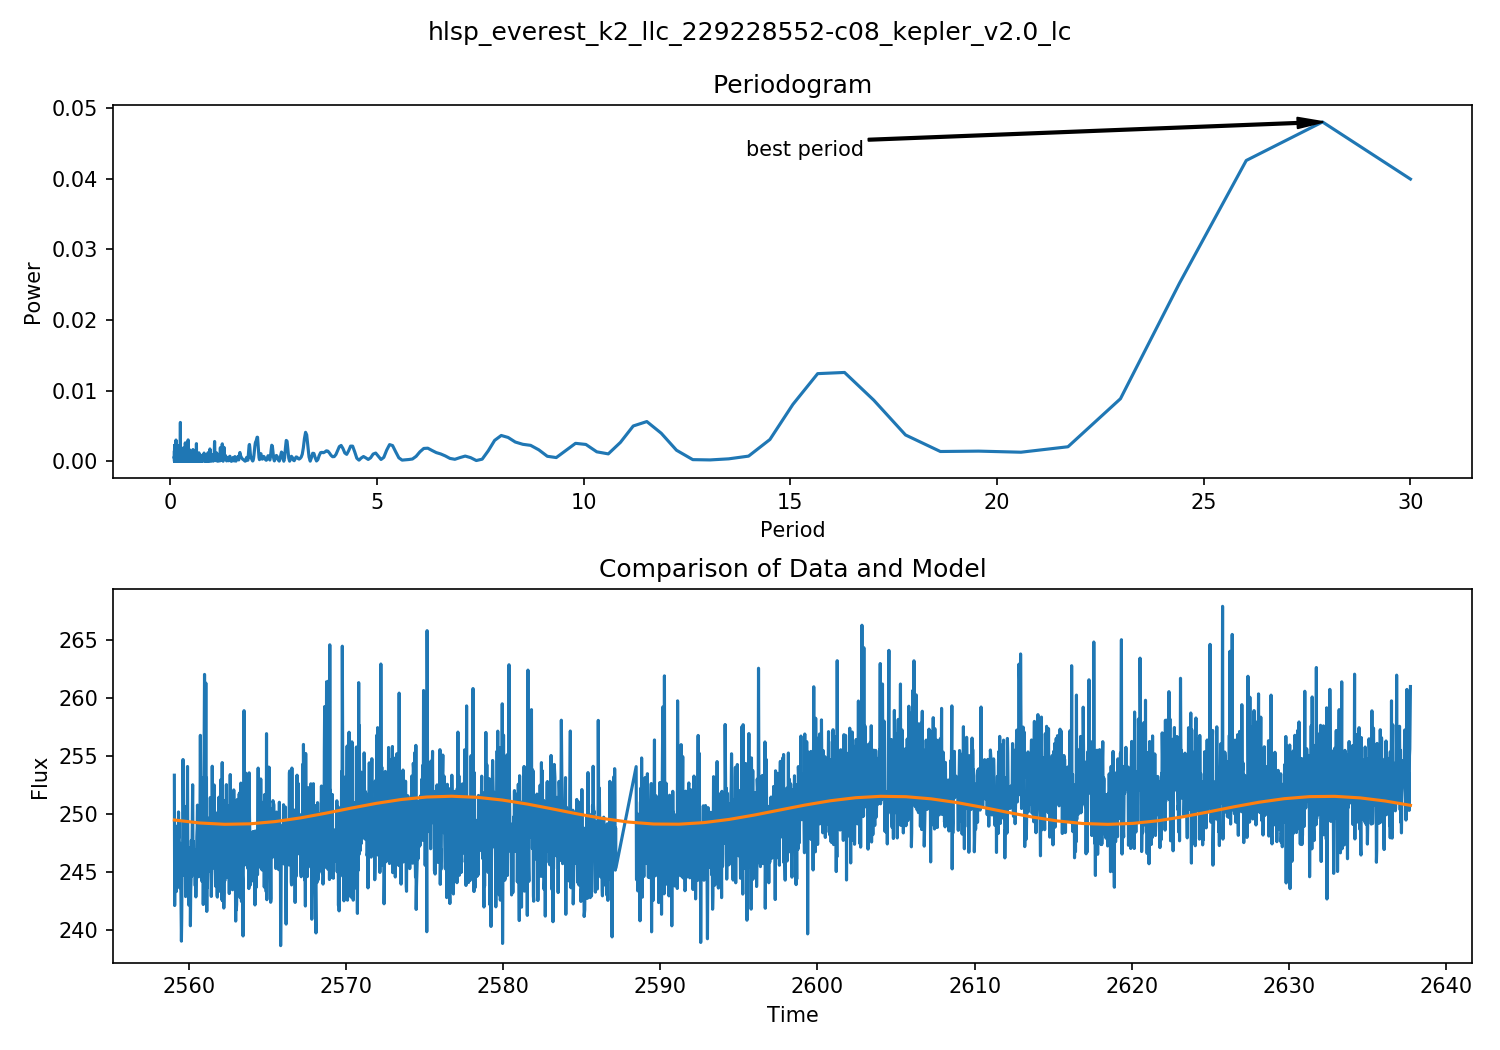 hlsp_everest_k2_llc_229228552-c08_kepler_v2.0_lc
Periodogram
0.05
0.04
0.03
0.02
0.01
0.00
Power
best period
0 5 10 15 20 25 30
Period
Comparison of Data and Model
265
260
255
250
245
240
Flux
2560 2570 2580 2590 2600 2610 2620 2630 2640
Time